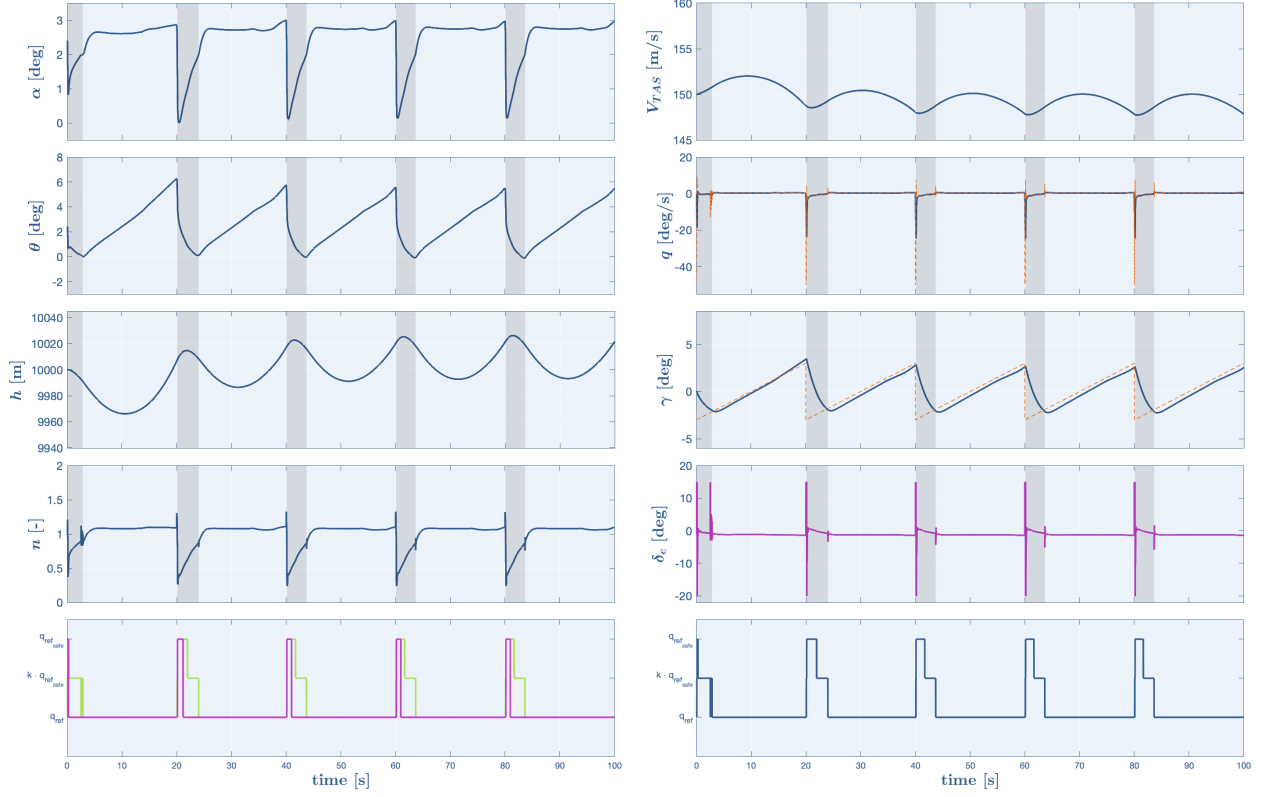 α [deg]
3
2
1
0
θ [deg]
8
6
4
2
0
-2
h [m]
10040
10020
10000
9980
9960
9940
n [-]
2
1.5
1
0.5
0
q_ref_safe
k · q_ref_safe
q_ref
0 10 20 30 40 50 60 70 80 90 100
time [s]
V_TAS [m/s]
160
155
150
145
q [deg/s]
20
0
-20
-40
γ [deg]
5
0
-5
δ_e [deg]
20
10
0
-10
-20
q_ref_safe
k · q_ref_safe
q_ref
0 10 20 30 40 50 60 70 80 90 100
time [s]